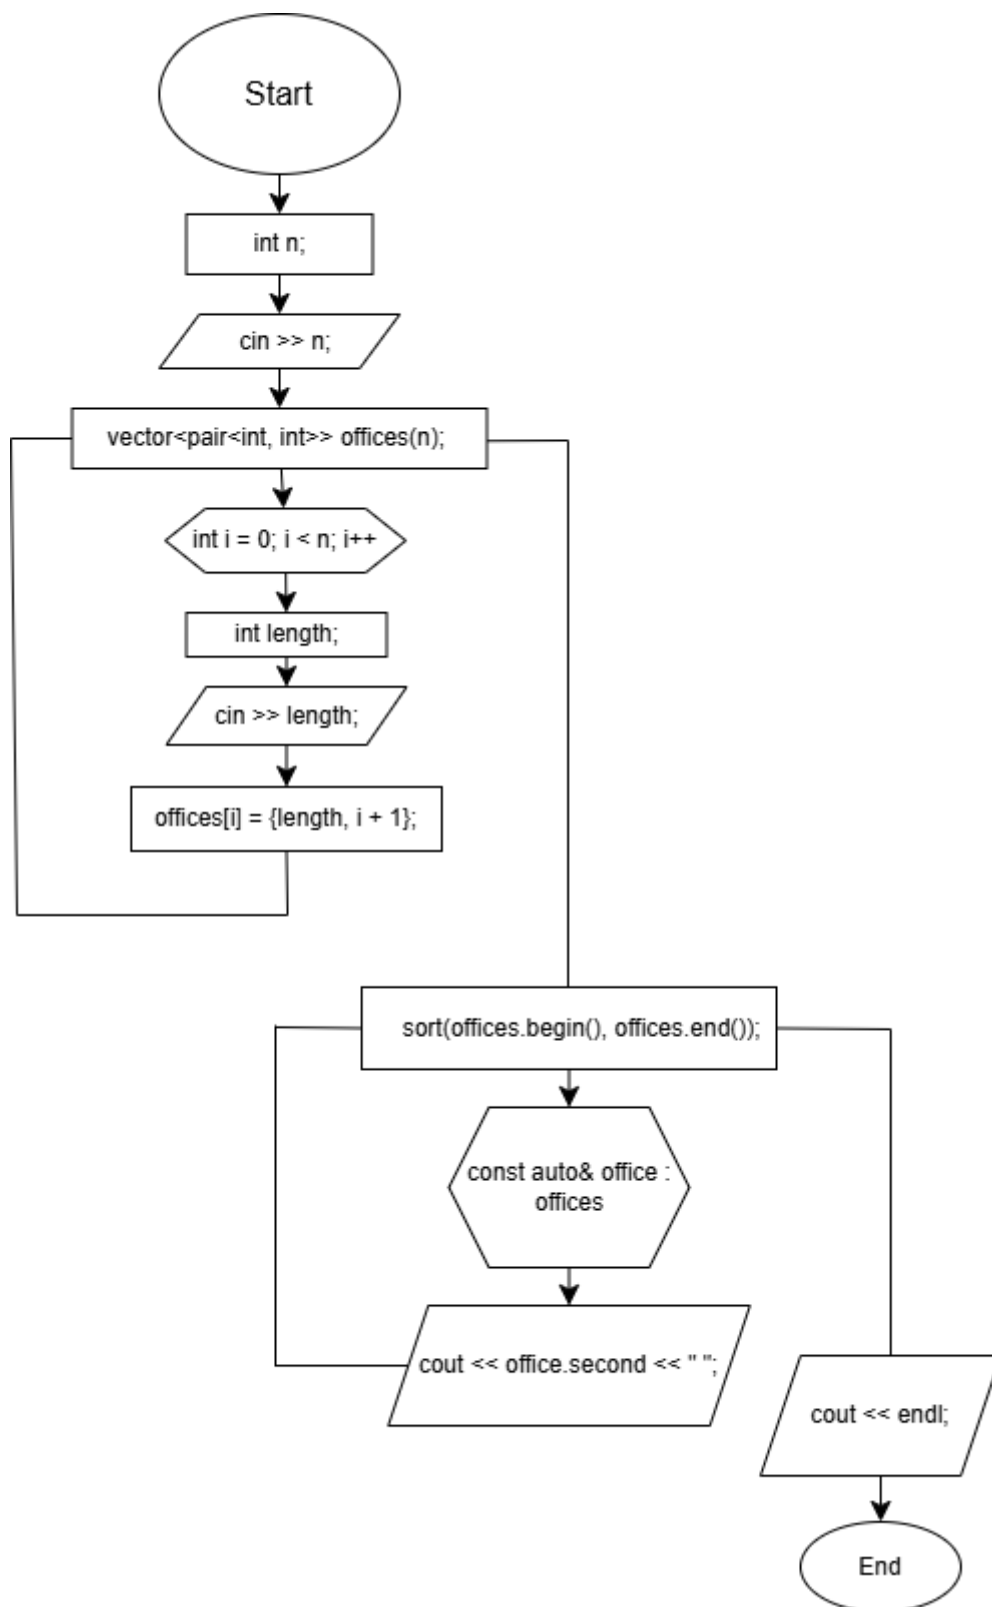 Start
int n;
cin >> n;
vector<pair<int, int>> offices(n);
int i = 0; i < n; i++
int length;
cin >> length;
offices[i] = {length, i + 1};
sort(offices.begin(), offices.end());
const auto& office :
offices
cout << office.second << " ";
cout << endl;
End